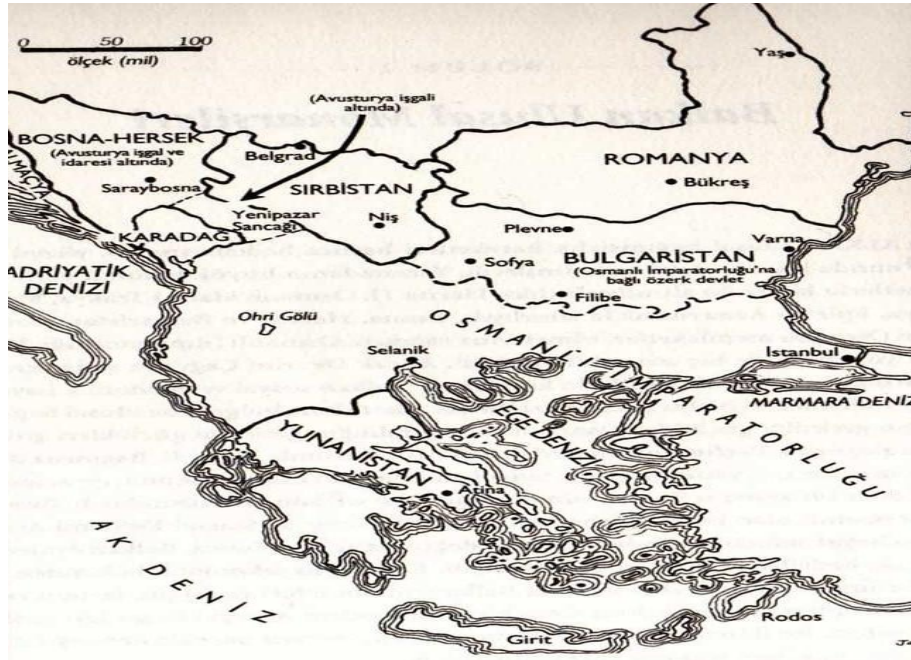 0 50 100
ölçek (mil)
Yaş
(Avusturya işgali
altında)
BOSNA-HERSEK
(Avusturya işgal ve
idaresi altında)
Belgrad
ROMANYA
Saraybosna
SIRBİSTAN
Bükreş
Yenipazar
Sancağı
Niş
KARADAĞ
Plevne
Varna
ADRİYATİK
DENİZİ
Sofya
BULGARİSTAN
(Osmanlı İmparatorluğu'na
bağlı özerk devlet
Filibe
Ohri Gölü
OSMANLI İMPARATORLUĞU
Selanik
İstanbul
MARMARA DENİZ
EGE DENİZİ
YUNANİSTAN
AK DENİZ
Rodos
Girit